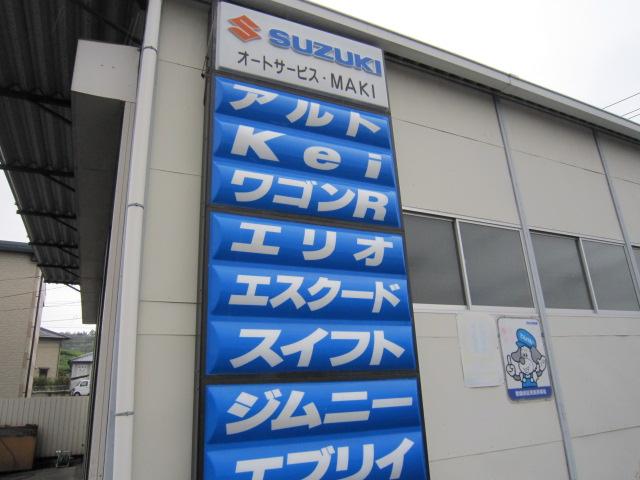 SUZUKI
オートサービス・MAKI
アルト
Kei
ワゴンR
エリオ
エスクード
スイフト
ジムニー
エブリイ